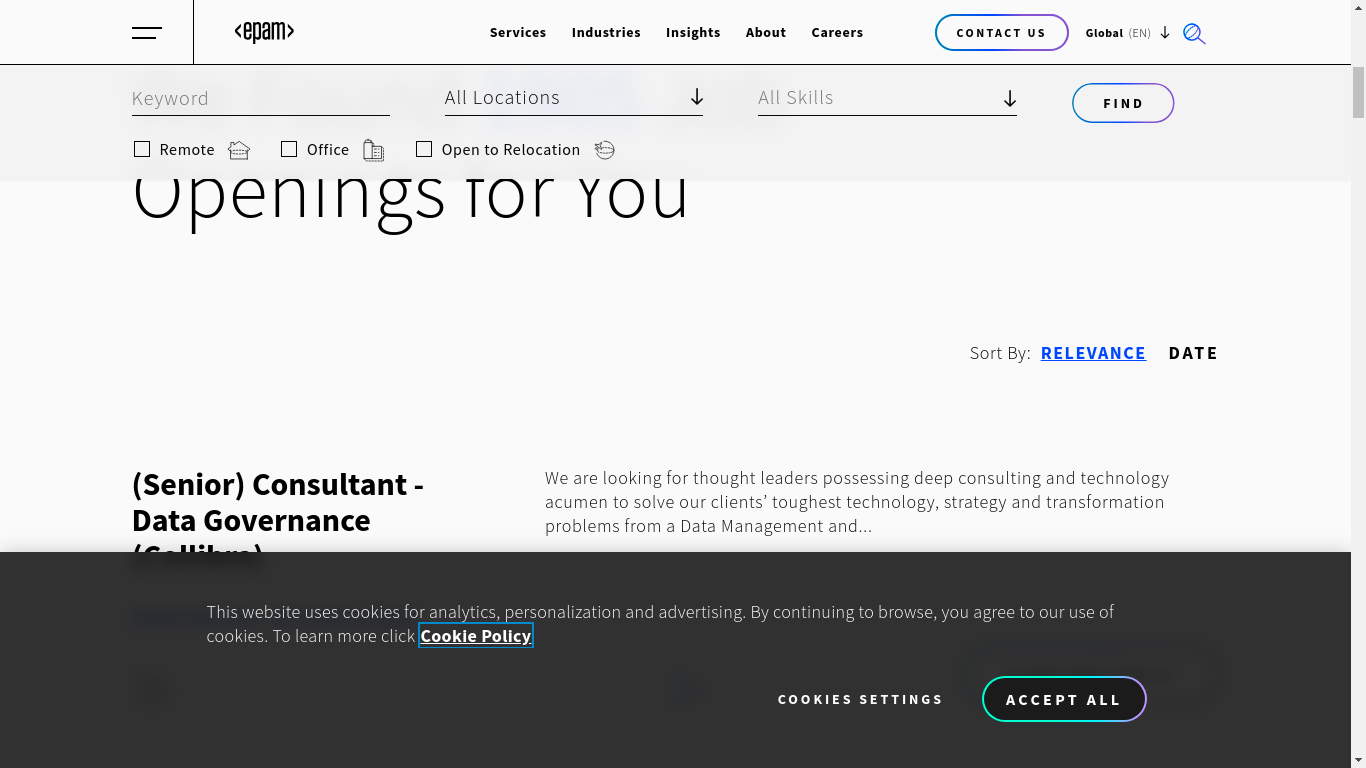 <epam>
Services Industries Insights About Careers
CONTACT US
Global (EN)
Keyword
All Locations
All Skills
FIND
Remote
Office
Open to Relocation
Openings for You
Sort By: RELEVANCE DATE
(Senior) Consultant -
Data Governance
(Collibra)
We are looking for thought leaders possessing deep consulting and technology
acumen to solve our clients’ toughest technology, strategy and transformation
problems from a Data Management and...
This website uses cookies for analytics, personalization and advertising. By continuing to browse, you agree to our use of
cookies. To learn more click Cookie Policy
COOKIES SETTINGS
ACCEPT ALL